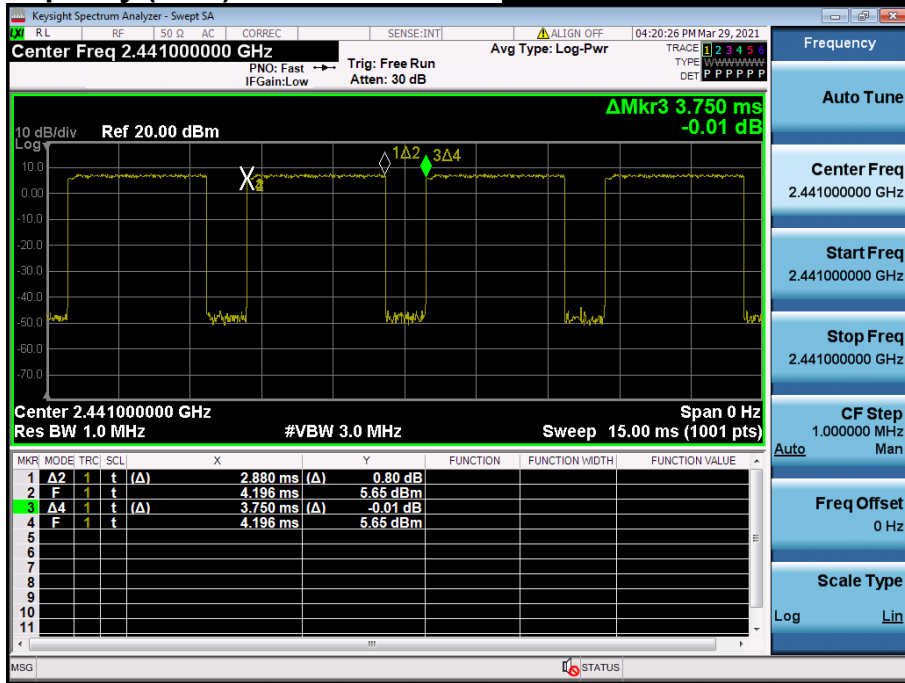 Keysight Spectrum Analyzer - Swept SA
LXI RL RF 50 Ω AC CORREC SENSE:INT ALIGN OFF 04:20:26 PM Mar 29, 2021
Center Freq 2.441000000 GHz
Avg Type: Log-Pwr
TRACE 1 2 3 4 5 6
TYPE WWWWWW
DET P P P P P P
PNO: Fast
IFGain:Low
Trig: Free Run
Atten: 30 dB
ΔMkr3 3.750 ms
-0.01 dB
10 dB/div Ref 20.00 dBm
Log
1Δ2
3Δ4
10.0
0.00
-10.0
-20.0
-30.0
-40.0
-50.0
-60.0
-70.0
Center 2.441000000 GHz Span 0 Hz
Res BW 1.0 MHz #VBW 3.0 MHz Sweep 15.00 ms (1001 pts)
MKR MODE TRC SCL X Y FUNCTION FUNCTION WIDTH FUNCTION VALUE
1 Δ2 1 t (Δ) 2.880 ms (Δ) 0.80 dB
2 F 1 t 4.196 ms 5.65 dBm
3 Δ4 1 t (Δ) 3.750 ms (Δ) -0.01 dB
4 F 1 t 4.196 ms 5.65 dBm
5
6
7
8
9
10
11
MSG STATUS
Frequency
Auto Tune
Center Freq
2.441000000 GHz
Start Freq
2.441000000 GHz
Stop Freq
2.441000000 GHz
CF Step
1.000000 MHz
Auto Man
Freq Offset
0 Hz
Scale Type
Log Lin